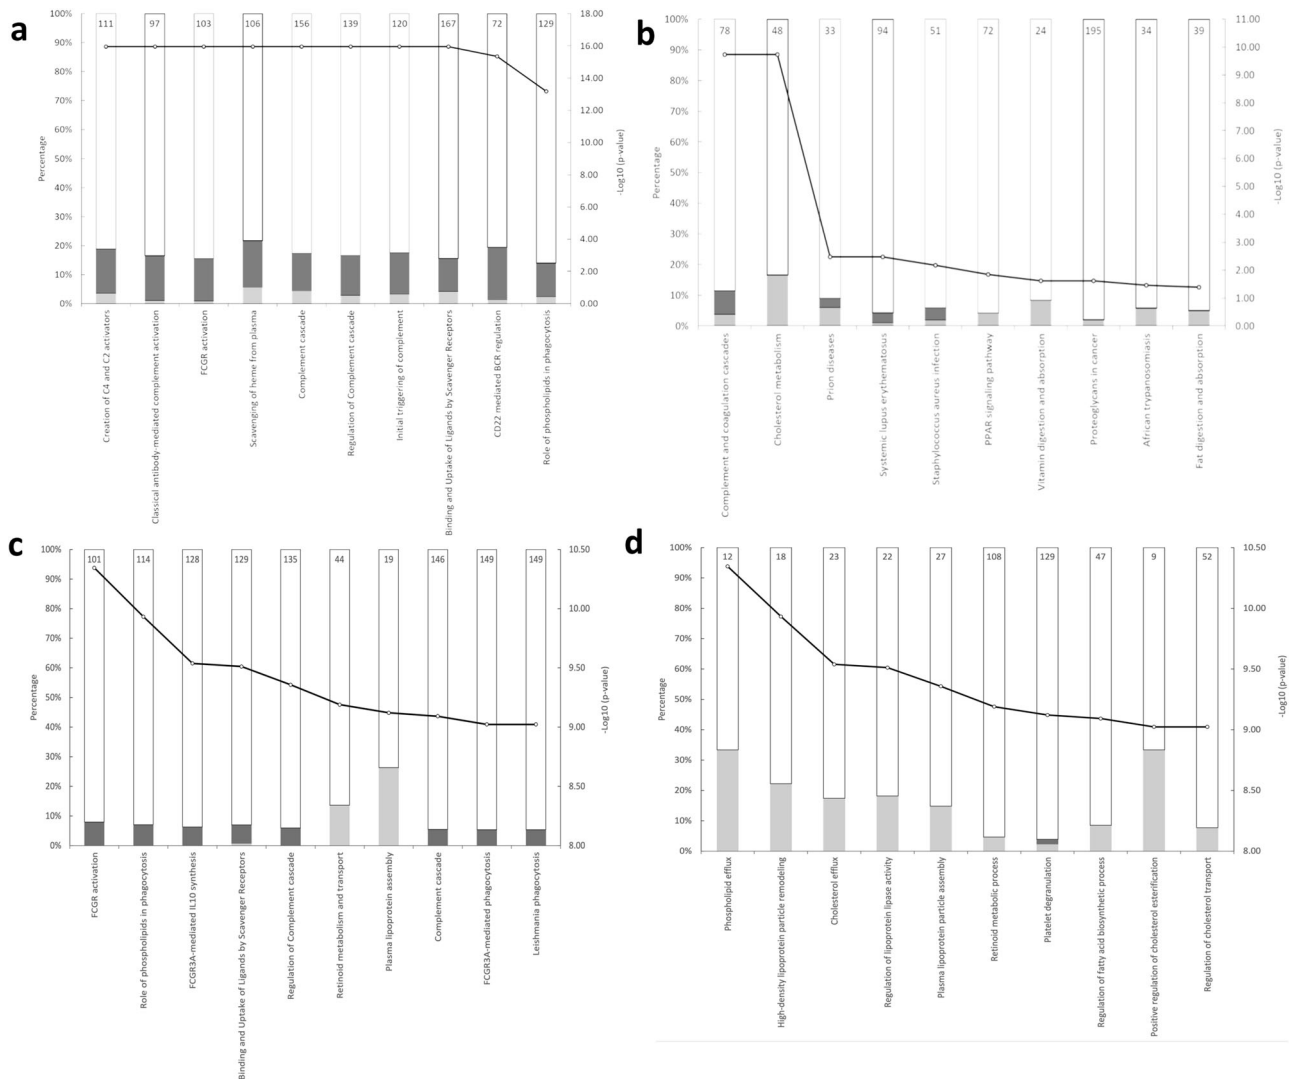 a
111 97 103 106 156 139 120 167 72 129
100%
90%
80%
70%
60%
50%
40%
30%
20%
10%
0%
Percentage
18.00
16.00
14.00
12.00
10.00
8.00
6.00
4.00
2.00
0.00
-Log10 (p-value)
Creation of C4 and C2 activators
Classical antibody-mediated complement activation
FCGR activation
Scavenging of heme from plasma
Complement cascade
Regulation of Complement cascade
Initial triggering of complement
Binding and Uptake of Ligands by Scavenger Receptors
CD22 mediated BCR regulation
Role of phospholipids in phagocytosis
b
78 48 33 94 51 72 24 195 34 39
100%
90%
80%
70%
60%
50%
40%
30%
20%
10%
0%
Percentage
11.00
10.00
9.00
8.00
7.00
6.00
5.00
4.00
3.00
2.00
1.00
0.00
-Log10 (p-value)
Complement and coagulation cascades
Cholesterol metabolism
Prion diseases
Systemic lupus erythematosus
Staphylococcus aureus infection
PPAR signaling pathway
Vitamin digestion and absorption
Proteoglycans in cancer
African trypanosomiasis
Fat digestion and absorption
c
101 114 128 129 135 44 19 146 149 149
100%
90%
80%
70%
60%
50%
40%
30%
20%
10%
0%
Percentage
10.50
10.00
9.50
9.00
8.50
8.00
-Log10 (p-value)
FCGR activation
Role of phospholipids in phagocytosis
FCGR3A-mediated IL10 synthesis
Binding and Uptake of Ligands by Scavenger Receptors
Regulation of Complement cascade
Retinoid metabolism and transport
Plasma lipoprotein assembly
Complement cascade
FCGR3A-mediated phagocytosis
Leishmania phagocytosis
d
12 18 23 22 27 108 129 47 9 52
100%
90%
80%
70%
60%
50%
40%
30%
20%
10%
0%
Percentage
10.50
10.00
9.50
9.00
8.50
8.00
-Log10 (p-value)
Phospholipid efflux
High-density lipoprotein particle remodeling
Cholesterol efflux
Regulation of lipoprotein lipase activity
Plasma lipoprotein particle assembly
Retinoid metabolic process
Platelet degranulation
Regulation of fatty acid biosynthetic process
Positive regulation of cholesterol esterification
Regulation of cholesterol transport